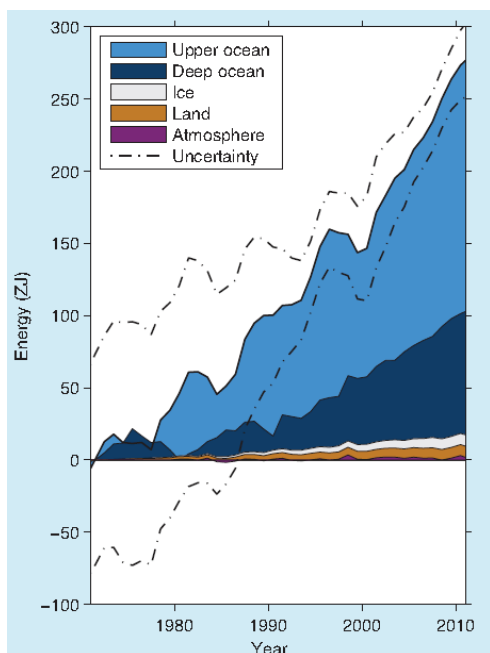 300
250
200
150
100
50
0
−50
−100
Energy (ZJ)
Upper ocean
Deep ocean
Ice
Land
Atmosphere
Uncertainty
1980 1990 2000 2010
Year